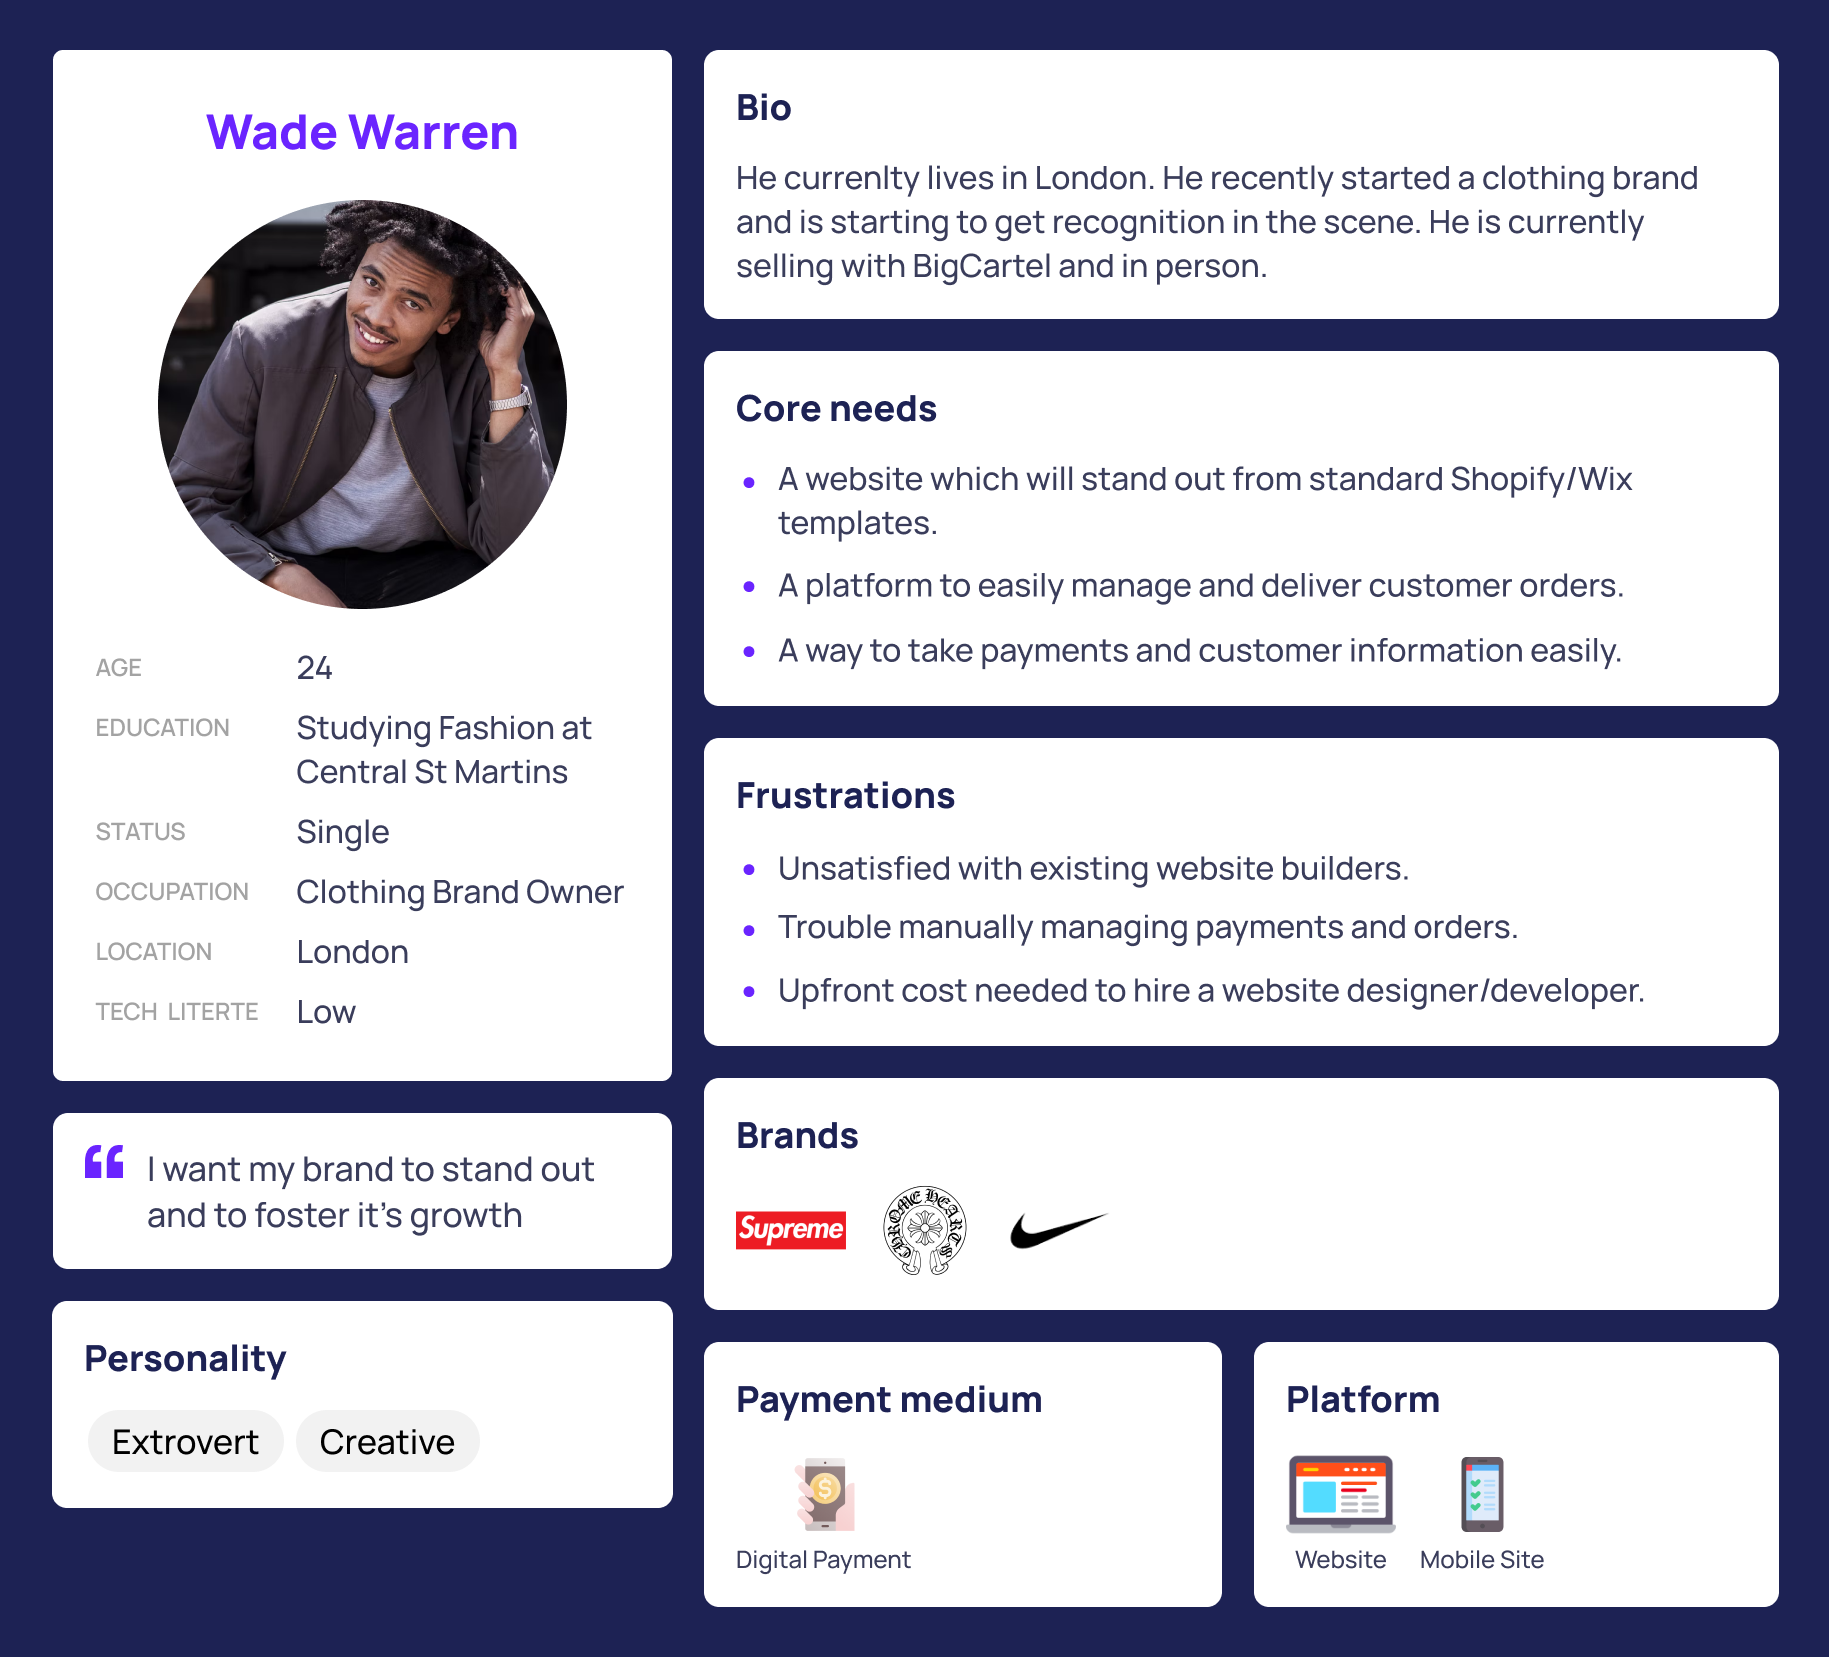 Wade Warren
AGE 24
EDUCATION Studying Fashion at
Central St Martins
STATUS Single
OCCUPATION Clothing Brand Owner
LOCATION London
TECH LITERTE Low
“ I want my brand to stand out
and to foster it’s growth
Personality
Extrovert Creative
Bio
He currenlty lives in London. He recently started a clothing brand
and is starting to get recognition in the scene. He is currently
selling with BigCartel and in person.
Core needs
• A website which will stand out from standard Shopify/Wix
templates.
• A platform to easily manage and deliver customer orders.
• A way to take payments and customer information easily.
Frustrations
• Unsatisfied with existing website builders.
• Trouble manually managing payments and orders.
• Upfront cost needed to hire a website designer/developer.
Brands
Supreme
CHROME HEARTS
Payment medium
$
Digital Payment
Platform
Website Mobile Site